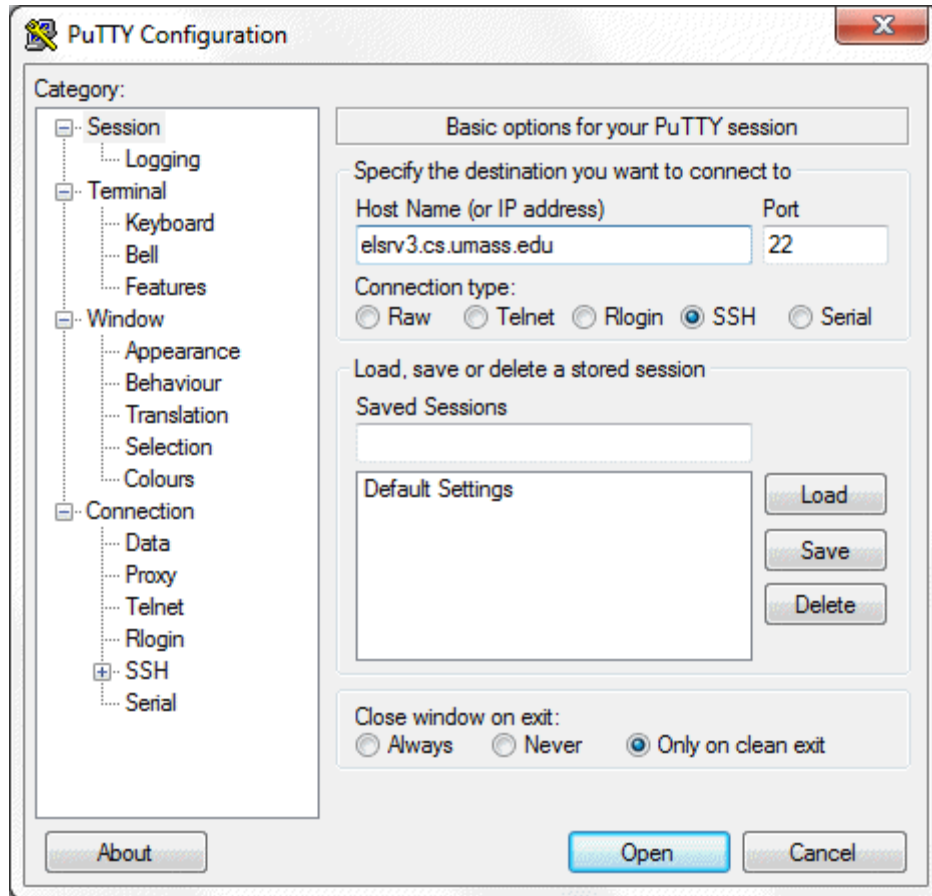 PuTTY Configuration
Category:
Session
Logging
Terminal
Keyboard
Bell
Features
Window
Appearance
Behaviour
Translation
Selection
Colours
Connection
Data
Proxy
Telnet
Rlogin
SSH
Serial
Basic options for your PuTTY session
Specify the destination you want to connect to
Host Name (or IP address) Port
elsrv3.cs.umass.edu 22
Connection type:
Raw Telnet Rlogin SSH Serial
Load, save or delete a stored session
Saved Sessions
Default Settings
Load
Save
Delete
Close window on exit:
Always Never Only on clean exit
About Open Cancel